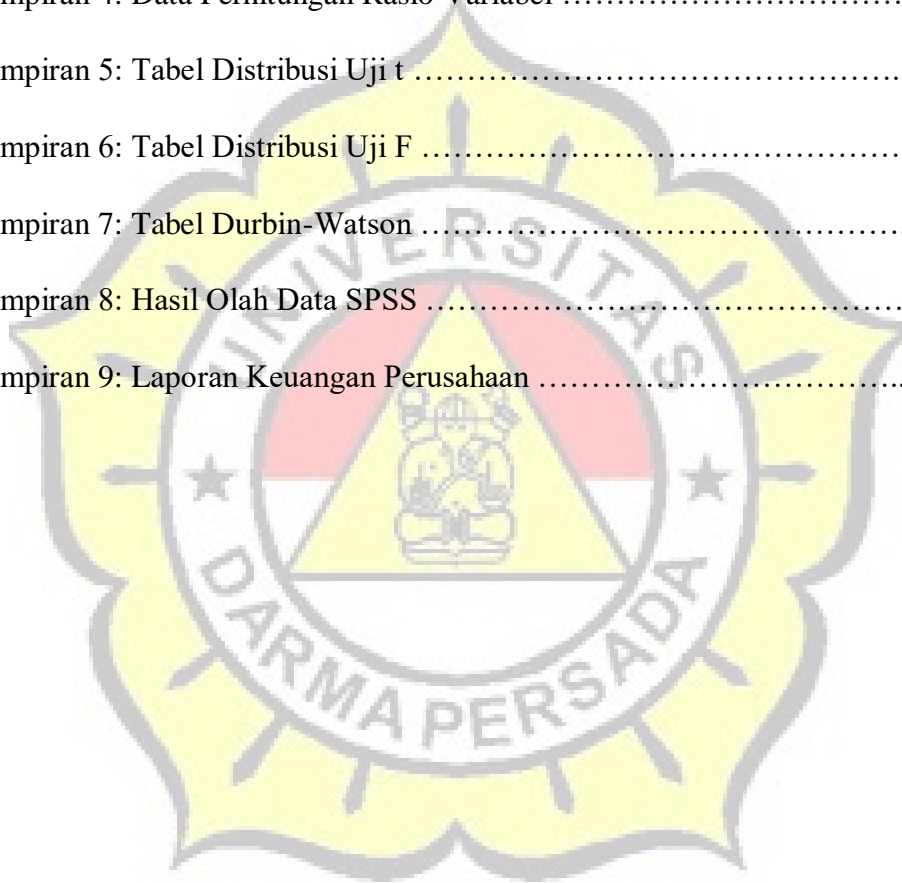 mpiran 4: Data Perhitungan Rasio Variabel ……………………………
mpiran 5: Tabel Distribusi Uji t ……………………………………………..
mpiran 6: Tabel Distribusi Uji F ……………………………………………
mpiran 7: Tabel Durbin-Watson ……………………………………………..
mpiran 8: Hasil Olah Data SPSS ……………………………………………
mpiran 9: Laporan Keuangan Perusahaan …………………………………..
UNIVERSITAS
DARMA PERSADA